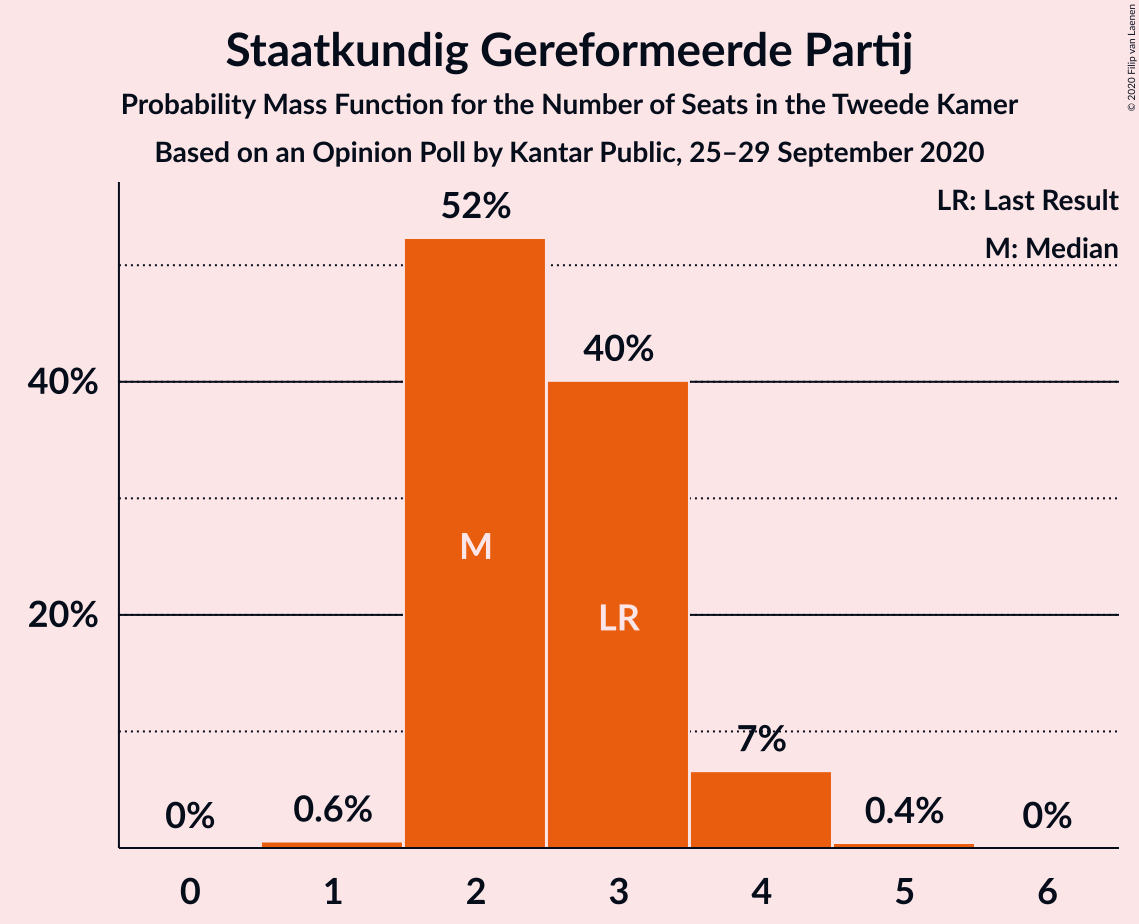 Staatkundig Gereformeerde Partij
Probability Mass Function for the Number of Seats in the Tweede Kamer
Based on an Opinion Poll by Kantar Public, 25–29 September 2020
© 2020 Filip van Laenen
LR: Last Result
M: Median
52%
40%
40%
M
20%
LR
7%
0%
0.6%
0.4%
0%
0 1 2 3 4 5 6